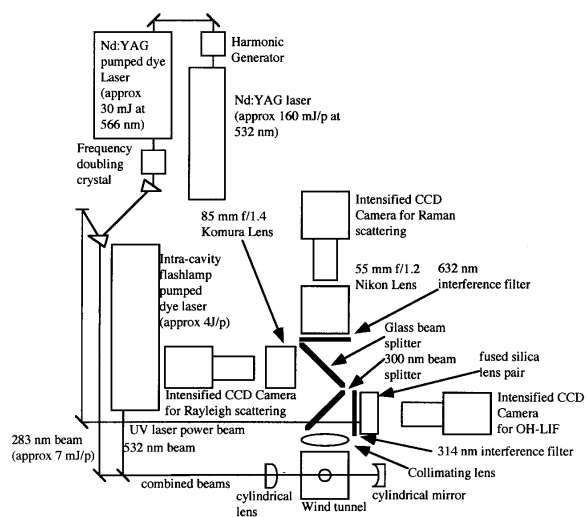 Nd:YAG
pumped dye
Laser
(approx
30 mJ at
566 nm)
Harmonic
Generator
Nd:YAG laser
(approx 160 mJ/p at
532 nm)
Frequency
doubling
crystal
85 mm f/1.4
Komura Lens
Intensified CCD
Camera for Raman
scattering
Intra-cavity
flashlamp
pumped
dye laser
(approx 4J/p)
55 mm f/1.2
Nikon Lens
632 nm
interference filter
Glass beam
splitter
300 nm beam
splitter
fused silica
lens pair
Intensified CCD Camera
for Rayleigh scattering
Intensified CCD
Camera
for OH-LIF
UV laser power beam
283 nm beam
(approx 7 mJ/p)
532 nm beam
314 nm interference filter
Collimating lens
combined beams
cylindrical
lens
Wind tunnel
cylindrical mirror